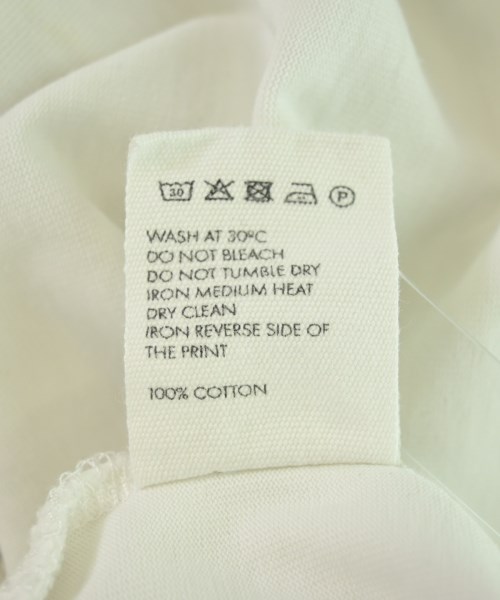 30 P
WASH AT 30ºC
DO NOT BLEACH
DO NOT TUMBLE DRY
IRON MEDIUM HEAT
DRY CLEAN
IRON REVERSE SIDE OF
THE PRINT
100% COTTON